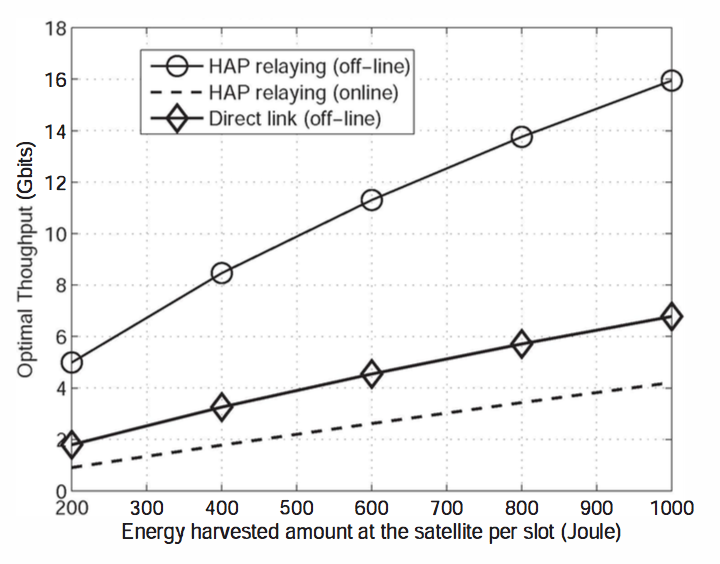 18
16
14
12
10
8
6
4
2
0
Optimal Thoughput (Gbits)
HAP relaying (off-line)
HAP relaying (online)
Direct link (off-line)
200 300 400 500 600 700 800 900 1000
Energy harvested amount at the satellite per slot (Joule)